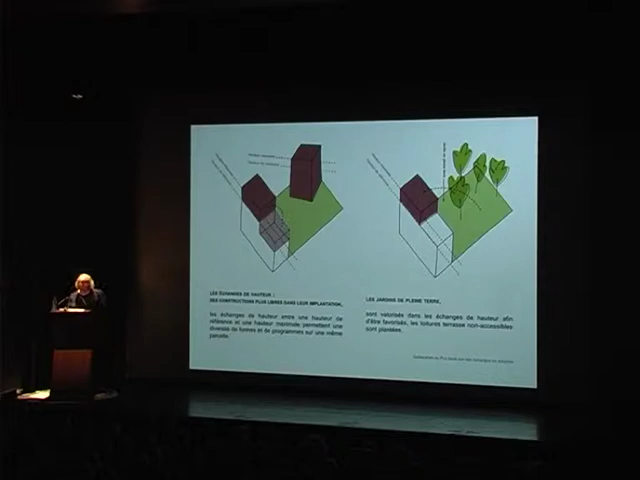 LES ÉCHANGES DE HAUTEUR :
DES CONSTRUCTIONS PLUS LIBRES DANS LEUR IMPLANTATION,
les échanges de hauteur entre une hauteur de
référence et une hauteur maximale permettent une
diversité de formes et de programmes sur une même
parcelle.
LES JARDINS DE PLEINE TERRE,
sont valorisés dans les échanges de hauteur afin
d'être favorisés, les toitures terrasses non-accessibles
sont plantées.